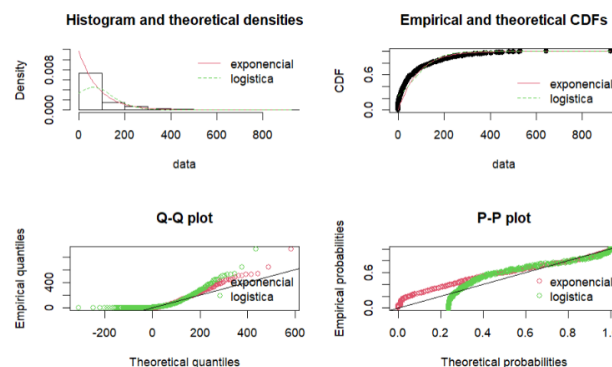 Histogram and theoretical densities
Density
0.000
0.008
exponencial
logistica
0 200 400 600 800
data
Empirical and theoretical CDFs
CDF
0.0
0.6
exponencial
logistica
0 200 400 600 800
data
Q-Q plot
Empirical quantiles
0
400
exponencial
logistica
-200 0 200 400 600
Theoretical quantiles
P-P plot
Empirical probabilities
0.0
0.6
exponencial
logistica
0.0 0.2 0.4 0.6 0.8
Theoretical probabilities